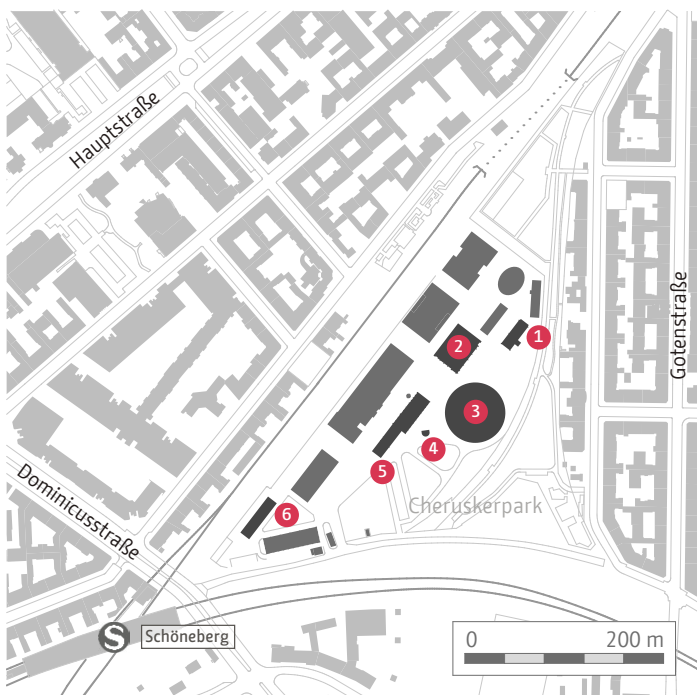 Hauptstraße
Gotenstraße
1
2
3
4
5
Cheruskerpark
6
Dominicusstraße
S
Schöneberg
0
200 m